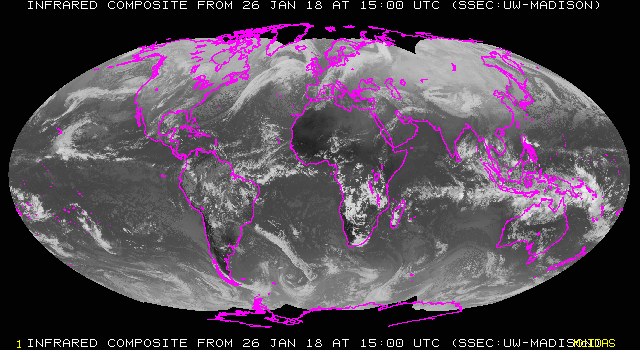 INFRARED COMPOSITE FROM 26 JAN 18 AT 15:00 UTC (SSEC:UW-MADISON)
1 INFRARED COMPOSITE FROM 26 JAN 18 AT 15:00 UTC (SSEC:UW-MADISON)